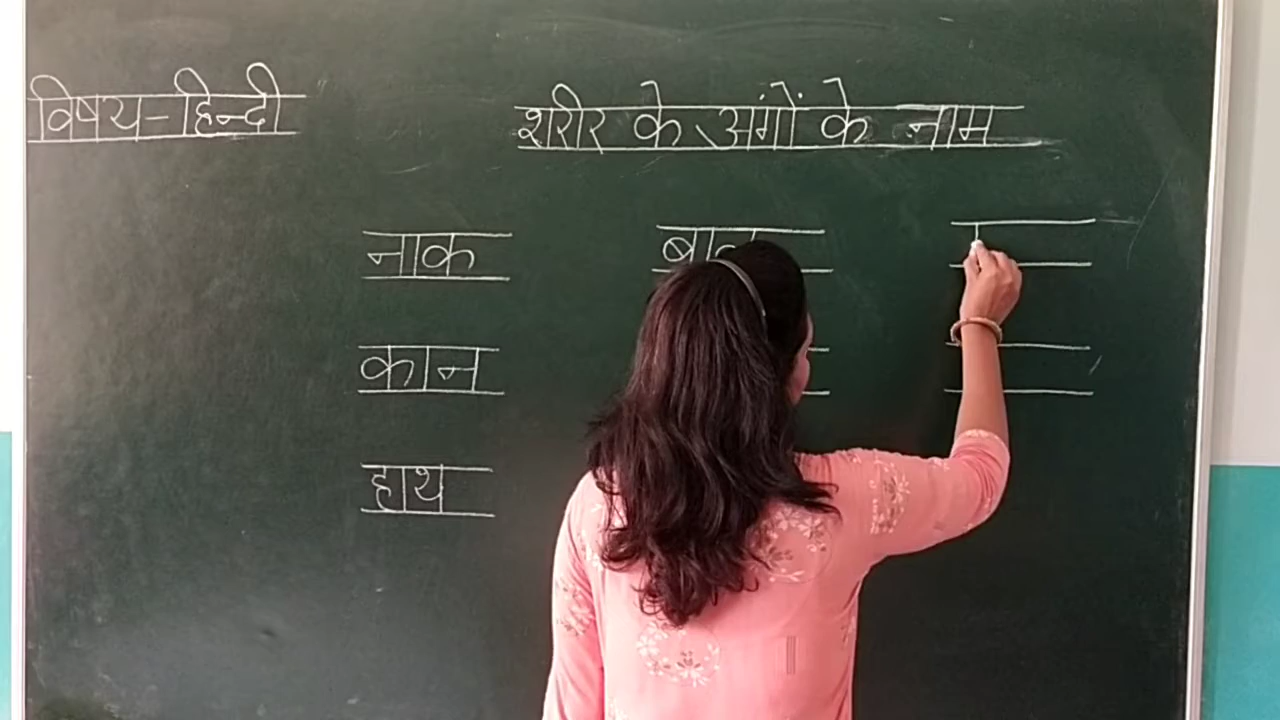 विषय-हिन्दी
शरीर के अंगों के नाम
नाक
कान
हाथ